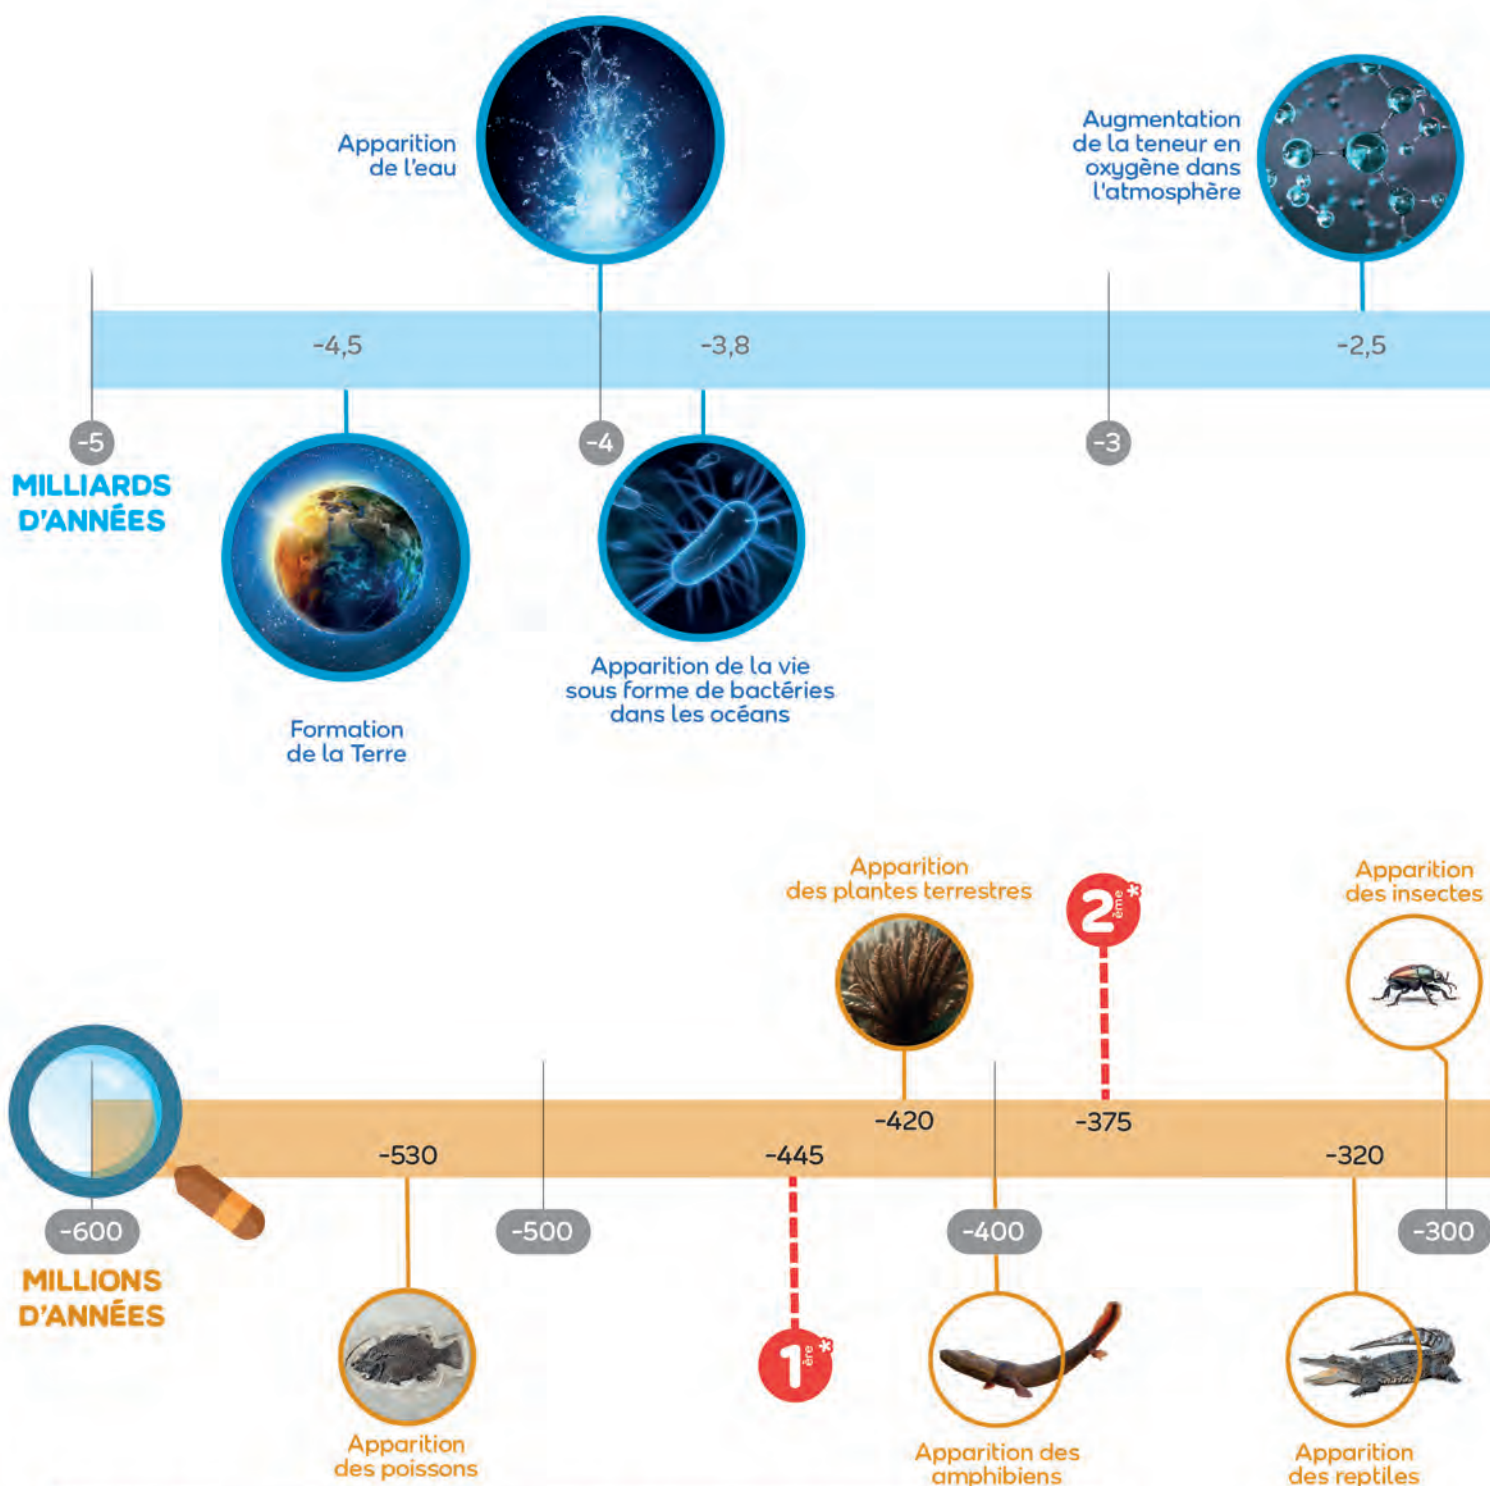 Apparition
de l'eau
Augmentation
de la teneur en
oxygène dans
l'atmosphère
-4,5
-3,8
-2,5
-5
-4
-3
MILLIARDS
D'ANNÉES
Formation
de la Terre
Apparition de la vie
sous forme de bactéries
dans les océans
Apparition
des plantes terrestres
2ème*
Apparition
des insectes
-420
-375
-530
-445
-320
-600
-500
-400
-300
MILLIONS
D'ANNÉES
1ère*
Apparition
des poissons
Apparition des
amphibiens
Apparition
des reptiles